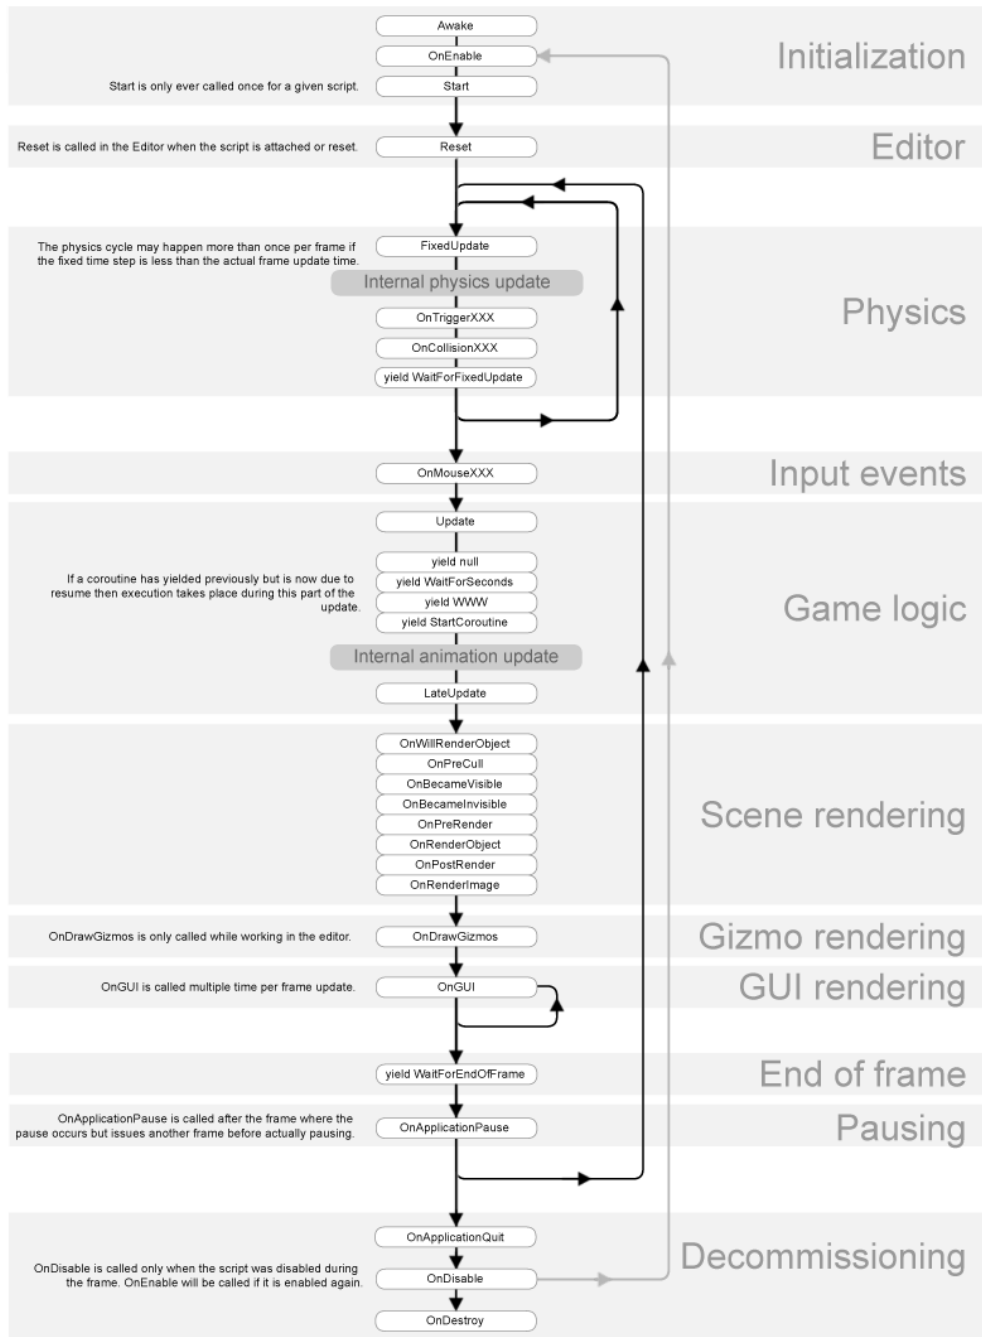 Awake
OnEnable
Initialization
Start is only ever called once for a given script.
Start
Reset is called in the Editor when the script is attached or reset.
Reset
Editor
The physics cycle may happen more than once per frame if
the fixed time step is less than the actual frame update time.
FixedUpdate
Internal physics update
OnTriggerXXX
Physics
OnCollisionXXX
yield WaitForFixedUpdate
OnMouseXXX
Input events
Update
yield null
If a coroutine has yielded previously but is now due to
resume then execution takes place during this part of the
update.
yield WaitForSeconds
yield WWW
yield StartCoroutine
Game logic
Internal animation update
LateUpdate
OnWillRenderObject
OnPreCull
OnBecameVisible
OnBecameInvisible
Scene rendering
OnPreRender
OnRenderObject
OnPostRender
OnRenderImage
OnDrawGizmos is only called while working in the editor.
OnDrawGizmos
Gizmo rendering
OnGUI is called multiple time per frame update.
OnGUI
GUI rendering
yield WaitForEndOfFrame
End of frame
OnApplicationPause is called after the frame where the
pause occurs but issues another frame before actually pausing.
OnApplicationPause
Pausing
OnApplicationQuit
Decommissioning
OnDisable is called only when the script was disabled during
the frame. OnEnable will be called if it is enabled again.
OnDisable
OnDestroy